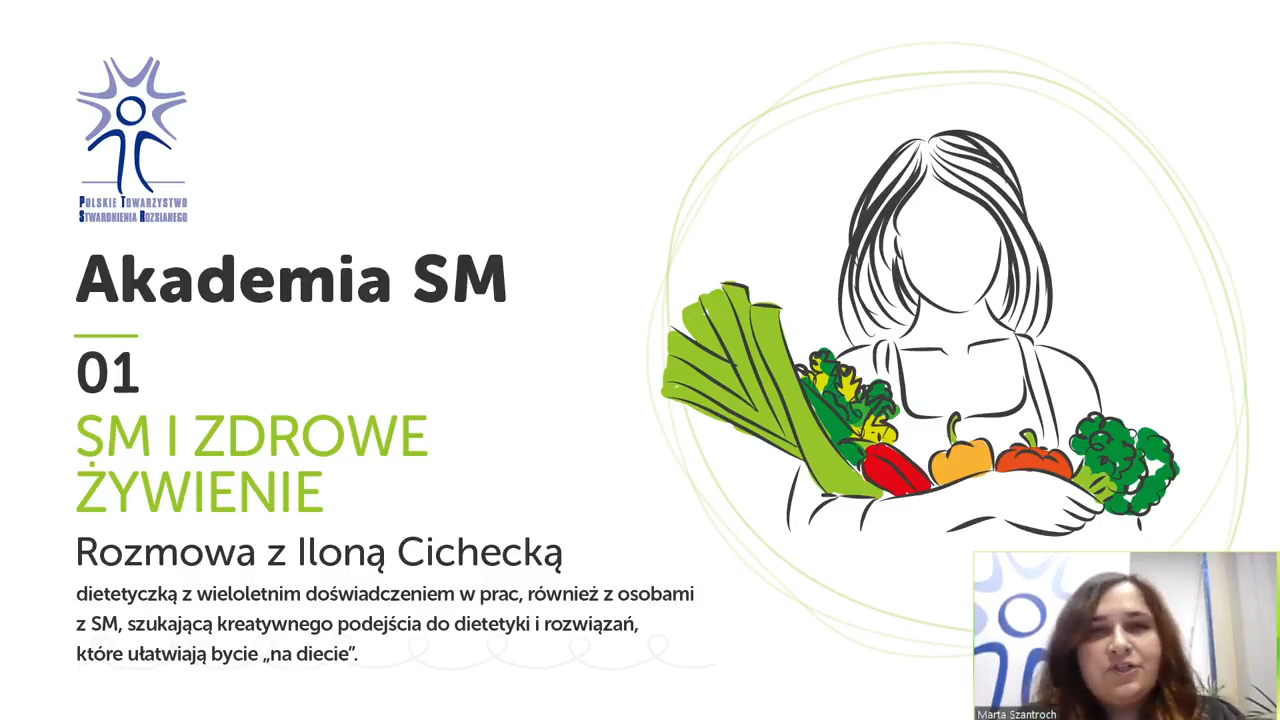 POLSKIE TOWARZYSTWO
STWARDNIENIA ROZSIANEGO
Akademia SM
01
SM I ZDROWE
ŻYWIENIE
Rozmowa z Iloną Cichecką
dietetyczką z wieloletnim doświadczeniem w prac, również z osobami
z SM, szukającą kreatywnego podejścia do dietetyki i rozwiązań,
które ułatwiają bycie „na diecie”.
Marta Szantroch